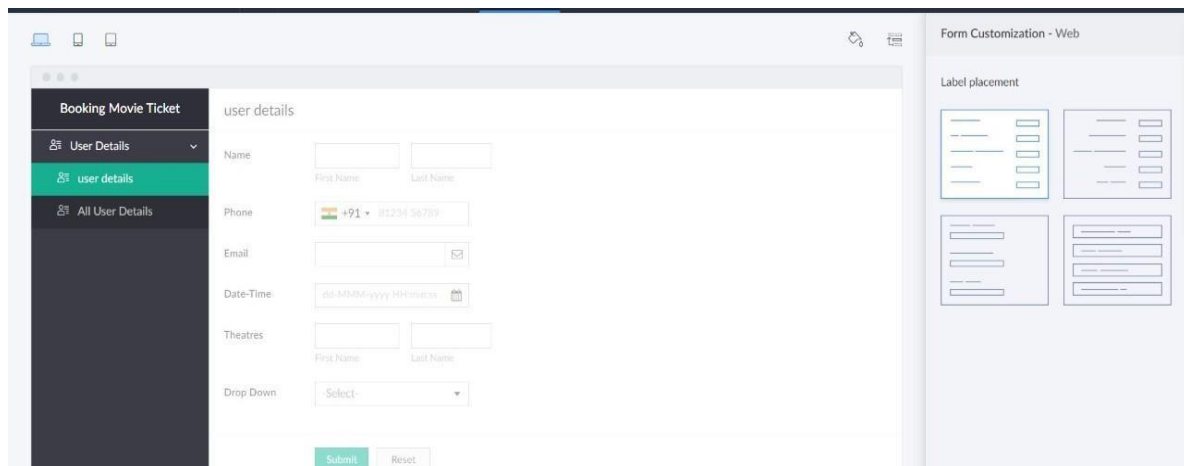 Form Customization - Web
Label placement
Booking Movie Ticket
User Details
user details
All User Details
user details
Name
First Name Last Name
Phone +91 81234 56789
Email
Date-Time dd-MMM-yyyy HH:mm:ss
Theatres
First Name Last Name
Drop Down -Select-
Submit Reset